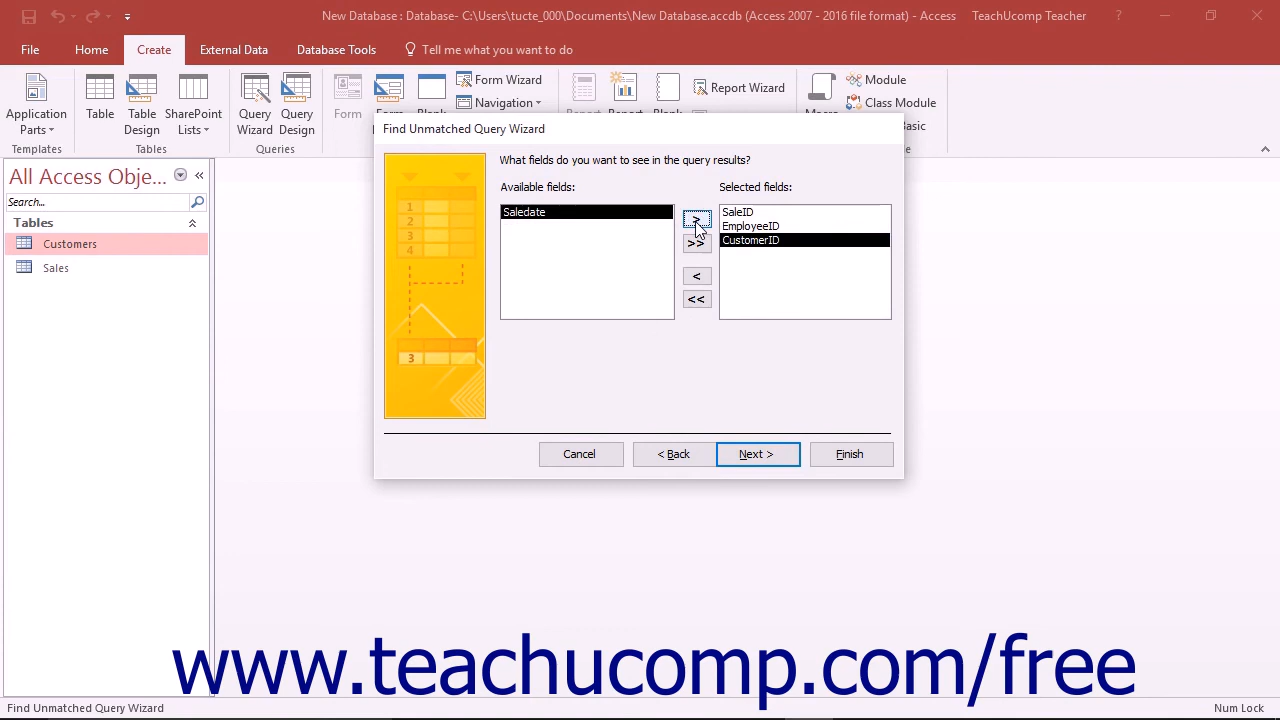 New Database : Database- C:\Users\tucte_000\Documents\New Database.accdb (Access 2007 - 2016 file format) - Access
TeachUcomp Teacher
?
File
Home
Create
External Data
Database Tools
Tell me what you want to do
Application Parts
Table
Table Design
SharePoint Lists
Query Wizard
Query Design
Form
Form Wizard
Navigation
Report Wizard
Module
Class Module
Templates
Tables
Queries
Find Unmatched Query Wizard
What fields do you want to see in the query results?
Available fields:
Selected fields:
Saledate
SaleID
EmployeeID
CustomerID
>
>>
<
<<
1
2
3
4
3
Cancel
< Back
Next >
Finish
All Access Obje...
Search...
Tables
Customers
Sales
www.teachucomp.com/free
Find Unmatched Query Wizard
Num Lock